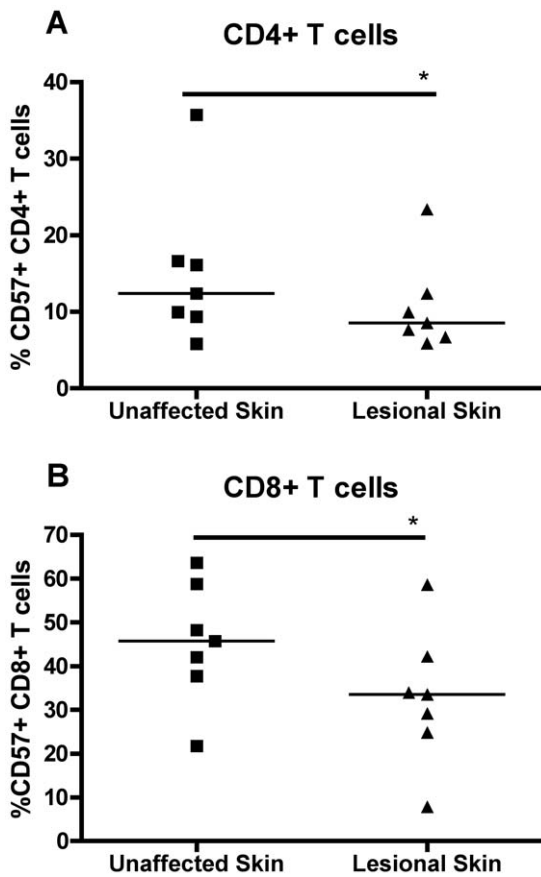 A
CD4+ T cells
*
% CD57+ CD4+ T cells
40
30
20
10
0
Unaffected Skin
Lesional Skin
B
CD8+ T cells
*
%CD57+ CD8+ T cells
70
60
50
40
30
20
10
0
Unaffected Skin
Lesional Skin